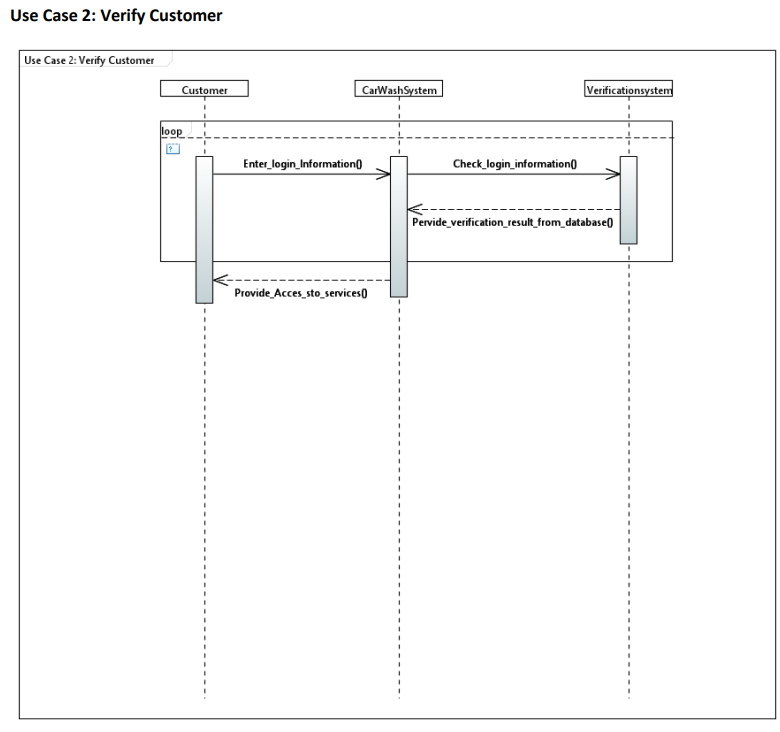 Use Case 2: Verify Customer
Use Case 2: Verify Customer
Customer
CarWashSystem
Verificationsystem
loop
?
Enter_login_Information()
Check_login_information()
Pervide_verification_result_from_database()
Provide_Acces_sto_services()